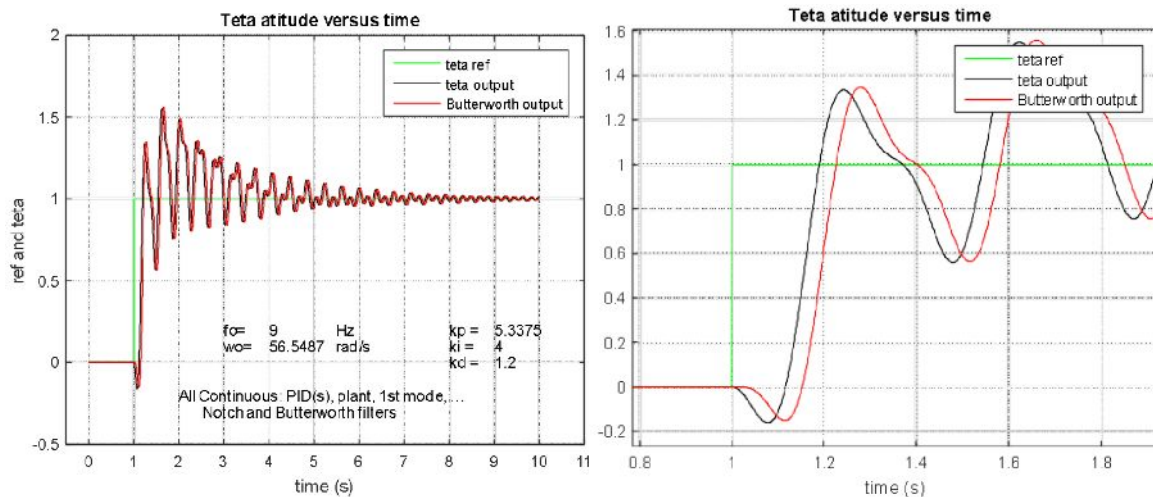 Teta atitude versus time
2
1.5
1
0.5
0
-0.5
ref and teta
teta ref
teta output
Butterworth output
fo= 9 Hz kp = 5.3375
wo= 56.5487 rad/s ki = 4
kd = 1.2
All Continuous: PID(s), plant, 1st mode,...
Notch and Butterworth filters
0 1 2 3 4 5 6 7 8 9 10 11
time (s)
Teta atitude versus time
1.6
1.4
1.2
1
0.8
0.6
0.4
0.2
0
-0.2
teta ref
teta output
Butterworth output
0.8 1 1.2 1.4 1.6 1.8
time (s)